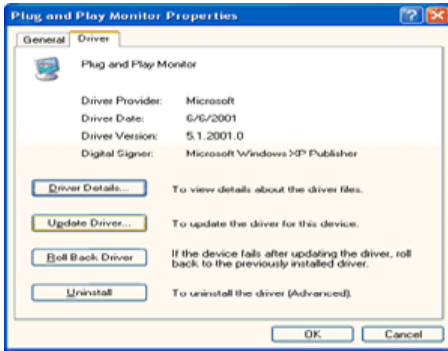 Plug and Play Monitor Properties
General Driver
Plug and Play Monitor
Driver Provider: Microsoft
Driver Date: 6/6/2001
Driver Version: 5.1.2001.0
Digital Signer: Microsoft Windows XP Publisher
Driver Details... To view details about the driver files.
Update Driver... To update the driver for this device.
Roll Back Driver If the device fails after updating the driver, roll
back to the previously installed driver.
Uninstall To uninstall the driver (Advanced).
OK Cancel